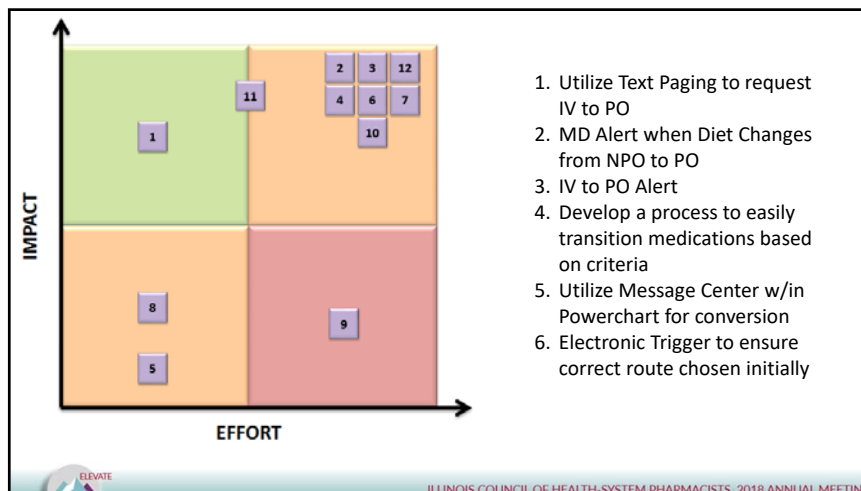 2 3 12
11
4 6 7
1
10
IMPACT
8
9
5
EFFORT
1. Utilize Text Paging to request
IV to PO
2. MD Alert when Diet Changes
from NPO to PO
3. IV to PO Alert
4. Develop a process to easily
transition medications based
on criteria
5. Utilize Message Center w/in
Powerchart for conversion
6. Electronic Trigger to ensure
correct route chosen initially
ELEVATE
ILLINOIS COUNCIL OF HEALTH-SYSTEM PHARMACISTS 2018 ANNUAL MEETIN